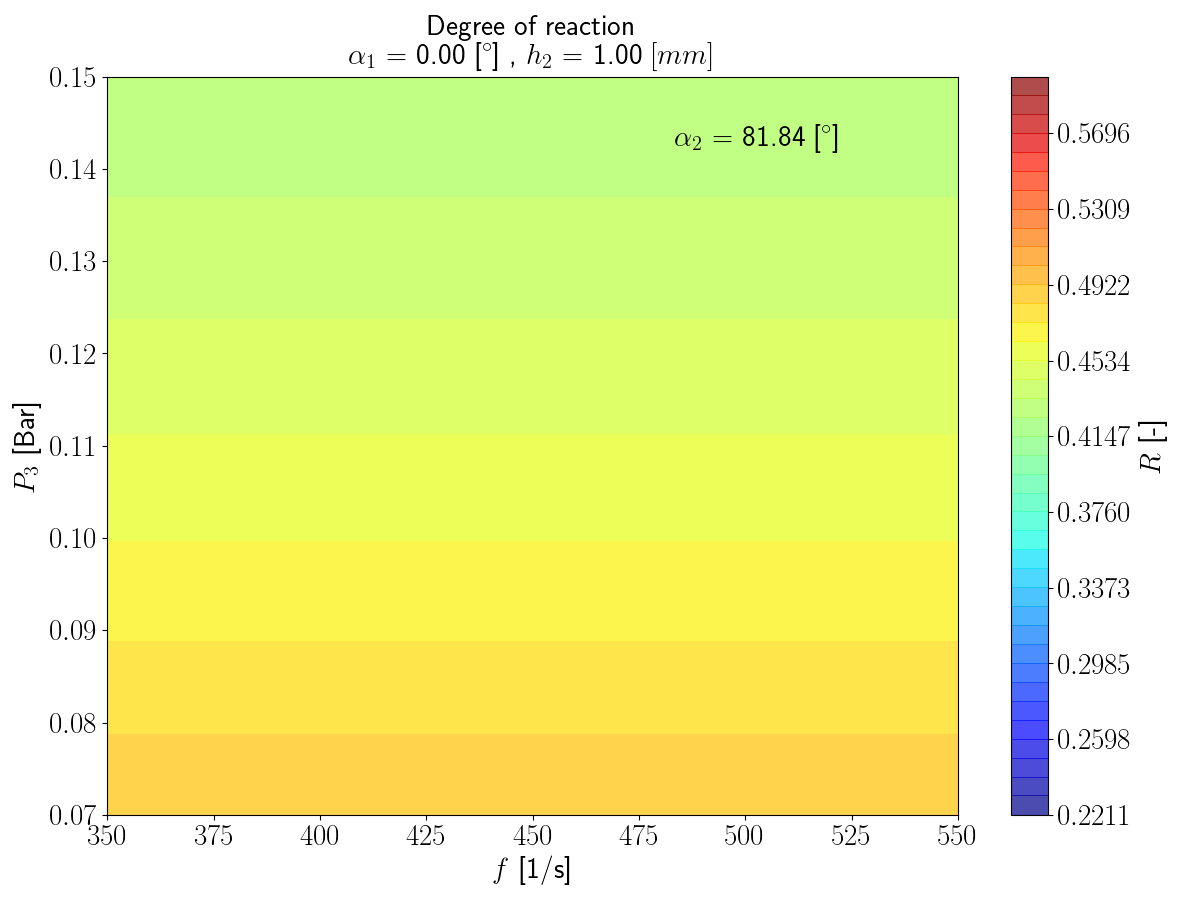 Degree of reaction
α₁ = 0.00 [°] , h₂ = 1.00 [mm]
α₂ = 81.84 [°]
0.15
0.14
0.13
0.12
0.11
0.10
0.09
0.08
0.07
P₃ [Bar]
350 375 400 425 450 475 500 525 550
f [1/s]
0.5696
0.5309
0.4922
0.4534
0.4147
0.3760
0.3373
0.2985
0.2598
0.2211
R [-]